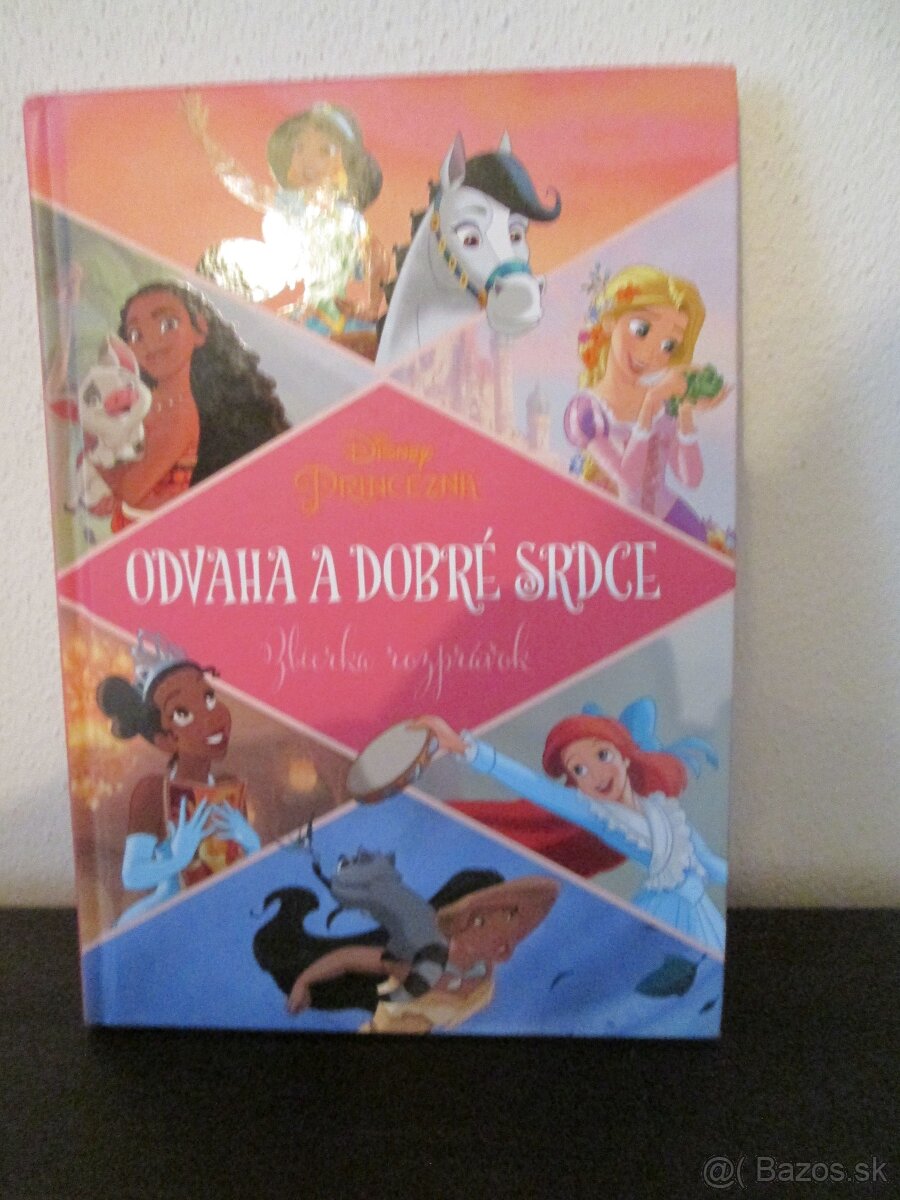 Disney
PRINCEZNÁ
ODVAHA A DOBRÉ SRDCE
Zbierka rozprávok
@( Bazos.sk